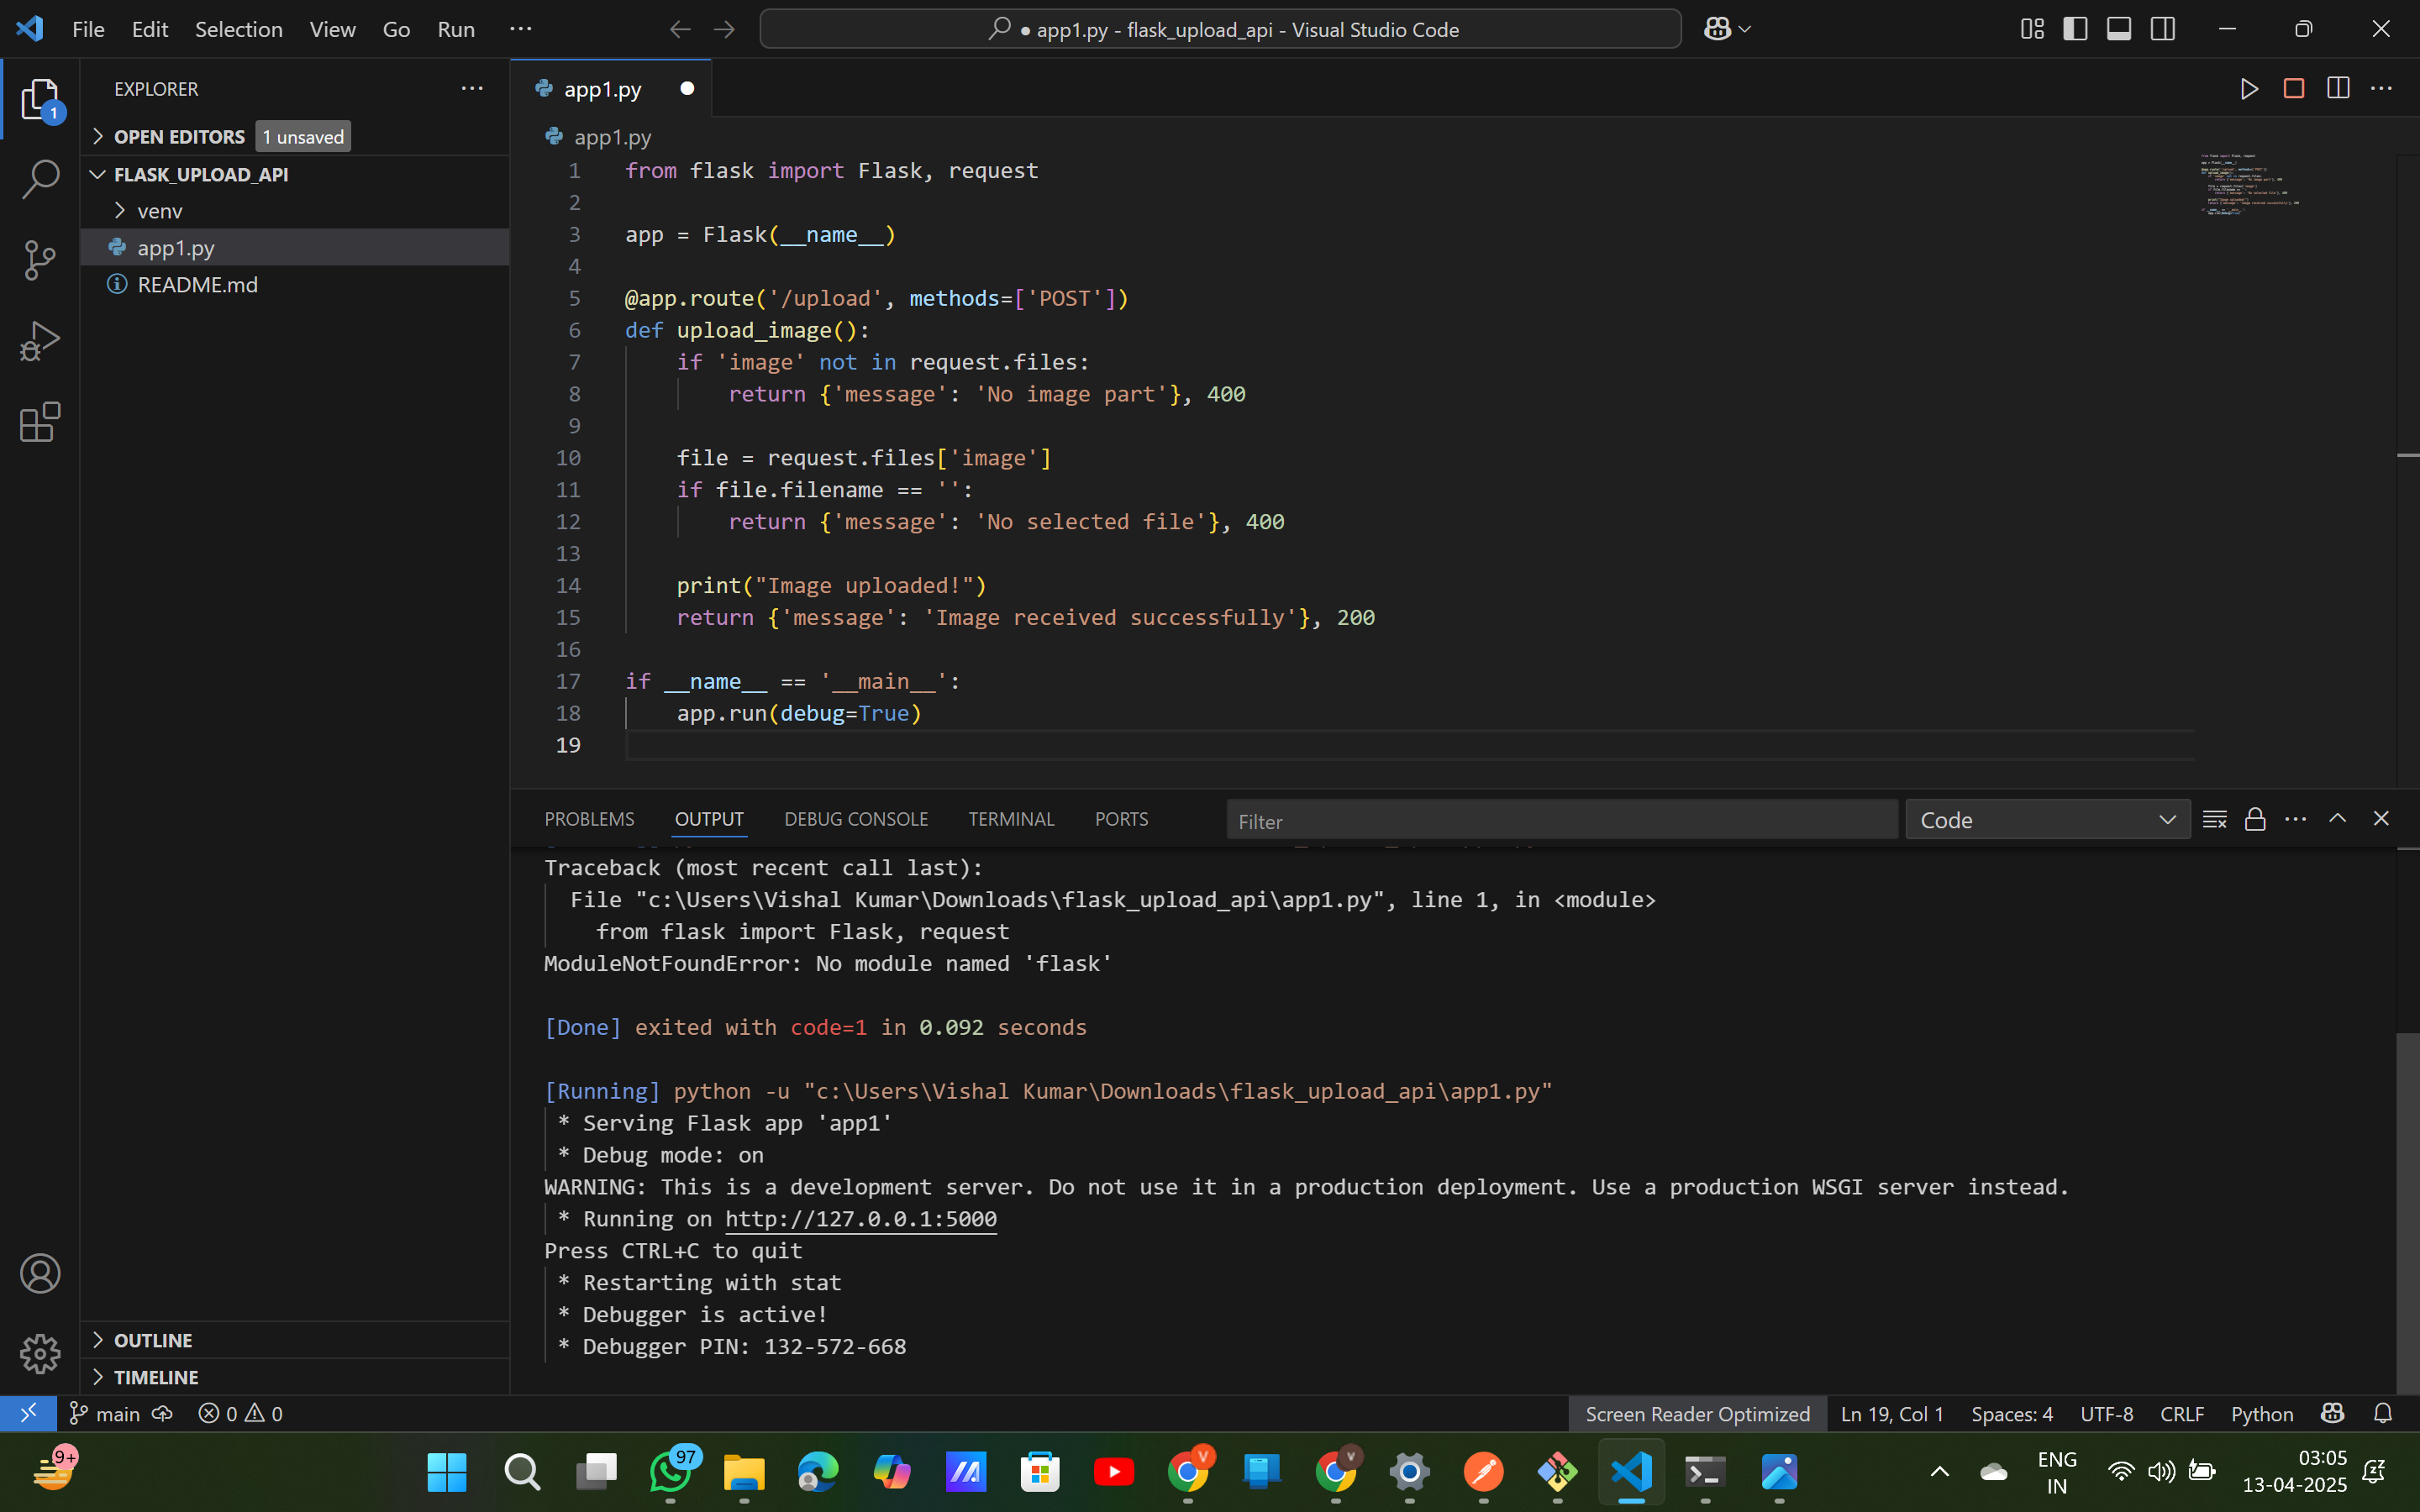 File Edit Selection View Go Run ···
● app1.py - flask_upload_api - Visual Studio Code
EXPLORER
1
OPEN EDITORS 1 unsaved
FLASK_UPLOAD_API
venv
app1.py
README.md
OUTLINE
TIMELINE
app1.py
app1.py
1 from flask import Flask, request
2
3 app = Flask(__name__)
4
5 @app.route('/upload', methods=['POST'])
6 def upload_image():
7     if 'image' not in request.files:
8         return {'message': 'No image part'}, 400
9
10     file = request.files['image']
11     if file.filename == '':
12         return {'message': 'No selected file'}, 400
13
14     print("Image uploaded!")
15     return {'message': 'Image received successfully'}, 200
16
17 if __name__ == '__main__':
18     app.run(debug=True)
19
PROBLEMS OUTPUT DEBUG CONSOLE TERMINAL PORTS Filter Code
Traceback (most recent call last):
  File "c:\Users\Vishal Kumar\Downloads\flask_upload_api\app1.py", line 1, in <module>
    from flask import Flask, request
ModuleNotFoundError: No module named 'flask'
[Done] exited with code=1 in 0.092 seconds
[Running] python -u "c:\Users\Vishal Kumar\Downloads\flask_upload_api\app1.py"
 * Serving Flask app 'app1'
 * Debug mode: on
WARNING: This is a development server. Do not use it in a production deployment. Use a production WSGI server instead.
 * Running on http://127.0.0.1:5000
Press CTRL+C to quit
 * Restarting with stat
 * Debugger is active!
 * Debugger PIN: 132-572-668
main 0 0 Screen Reader Optimized Ln 19, Col 1 Spaces: 4 UTF-8 CRLF Python
9+ 97 V V
ENG
IN
03:05
13-04-2025